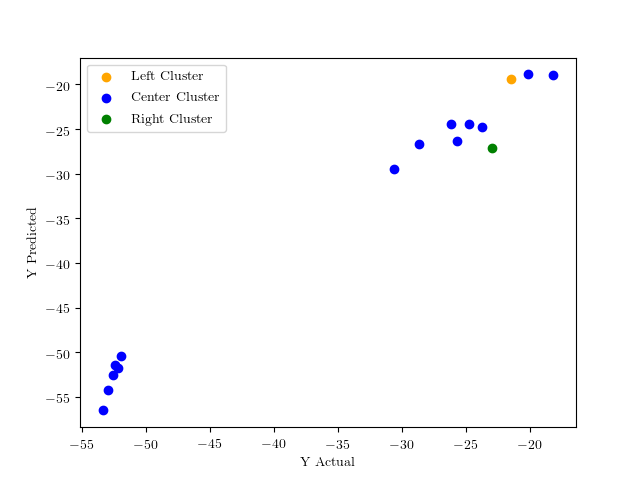 Left Cluster
Center Cluster
Right Cluster
−20
−25
−30
−35
−40
−45
−50
−55
Y Predicted
−55 −50 −45 −40 −35 −30 −25 −20
Y Actual